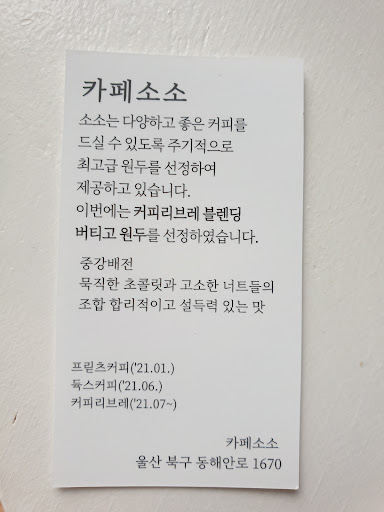 카페소소
소소는 다양하고 좋은 커피를
드실 수 있도록 주기적으로
최고급 원두를 선정하여
제공하고 있습니다.
이번에는 커피리브레 블렌딩
버티고 원두를 선정하였습니다.
중강배전
묵직한 초콜릿과 고소한 너트들의
조합 합리적이고 설득력 있는 맛
프릳츠커피('21.01.)
듁스커피('21.06.)
커피리브레('21.07~)
카페소소
울산 북구 동해안로 1670